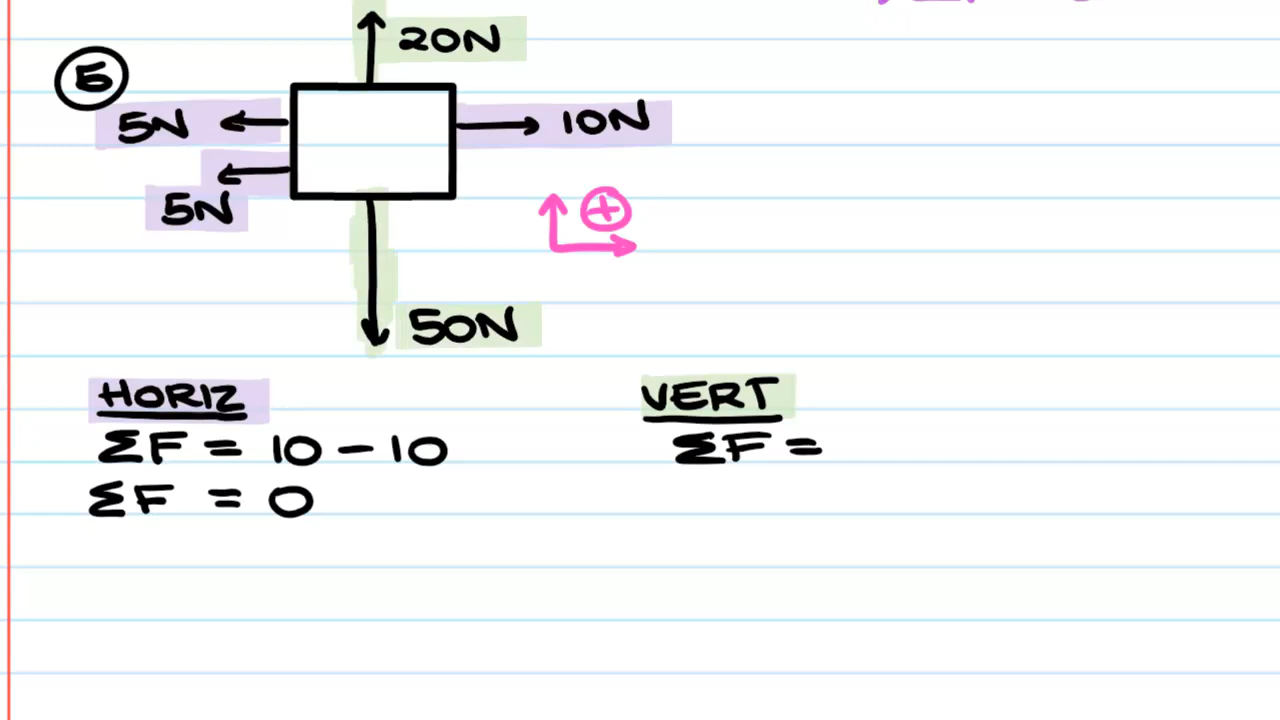 20N
5
5N
10N
5N
+
50N
HORIZ
ΣF = 10 - 10
ΣF = 0
VERT
ΣF =